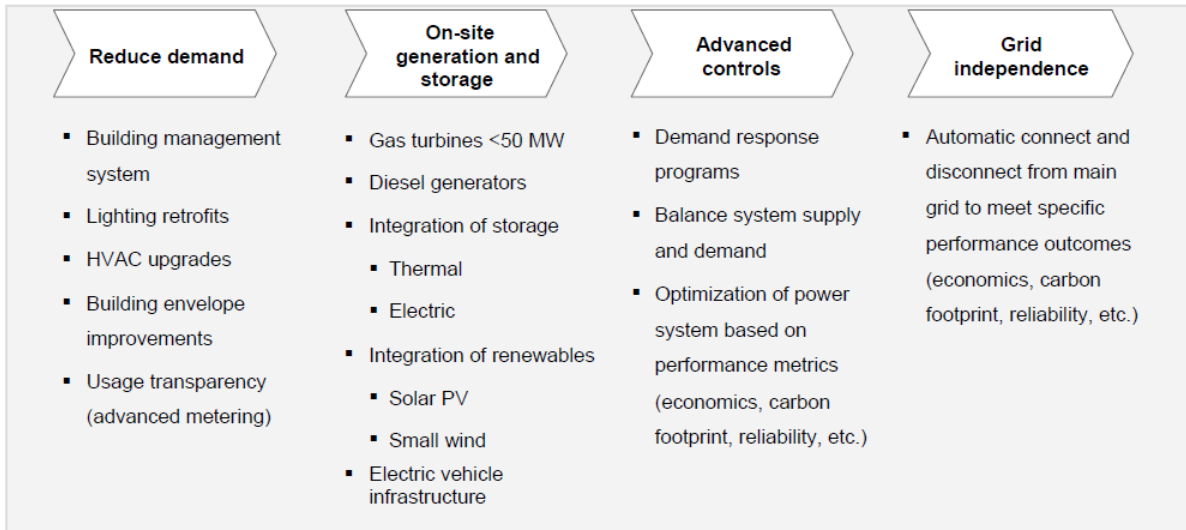 Reduce demand
▪ Building management
system
▪ Lighting retrofits
▪ HVAC upgrades
▪ Building envelope
improvements
▪ Usage transparency
(advanced metering)
On-site
generation and
storage
▪ Gas turbines <50 MW
▪ Diesel generators
▪ Integration of storage
▪ Thermal
▪ Electric
▪ Integration of renewables
▪ Solar PV
▪ Small wind
▪ Electric vehicle
infrastructure
Advanced
controls
▪ Demand response
programs
▪ Balance system supply
and demand
▪ Optimization of power
system based on
performance metrics
(economics, carbon
footprint, reliability, etc.)
Grid
independence
▪ Automatic connect and
disconnect from main
grid to meet specific
performance outcomes
(economics, carbon
footprint, reliability, etc.)